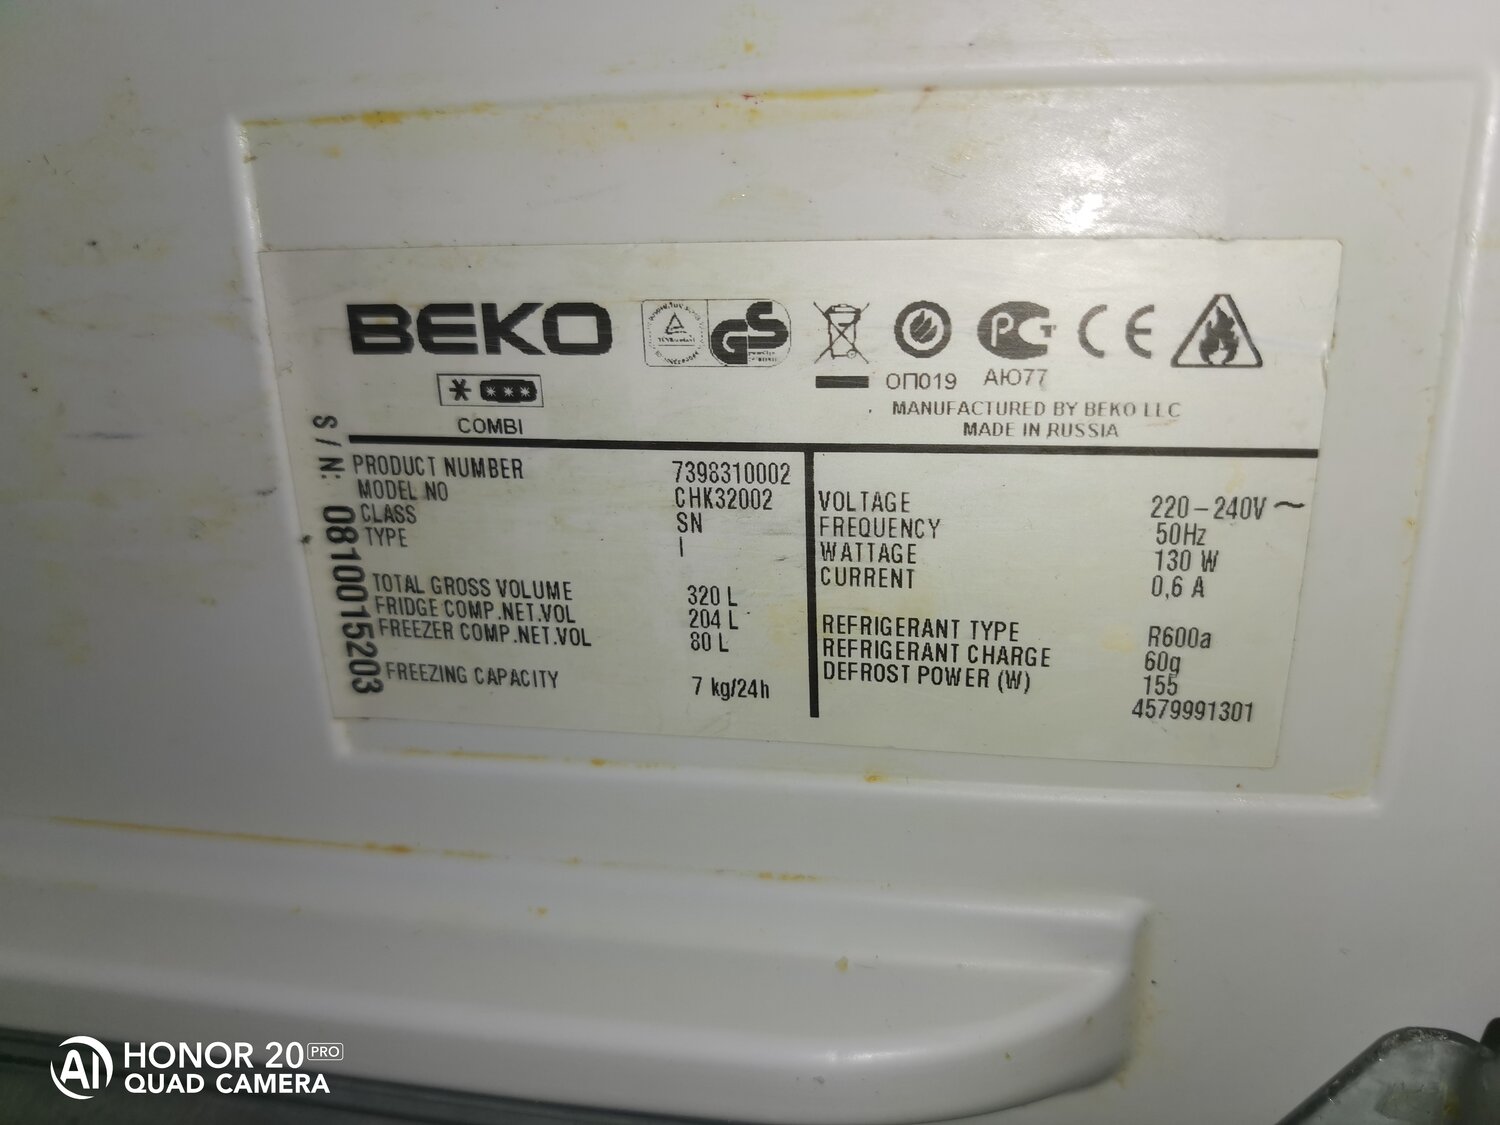 BEKO
GS
ОП019
АЮ77
COMBI
MANUFACTURED BY BEKO LLC
MADE IN RUSSIA
S/N: 08100015203
PRODUCT NUMBER 7398310002
MODEL NO CHK32002
CLASS SN
TYPE I
TOTAL GROSS VOLUME 320 L
FRIDGE COMP.NET.VOL 204 L
FREEZER COMP.NET.VOL 80 L
FREEZING CAPACITY 7 kg/24h
VOLTAGE 220-240V ~
FREQUENCY 50Hz
WATTAGE 130 W
CURRENT 0,6 A
REFRIGERANT TYPE R600a
REFRIGERANT CHARGE 60g
DEFROST POWER (W) 155
4579991301
AI HONOR 20 PRO
QUAD CAMERA